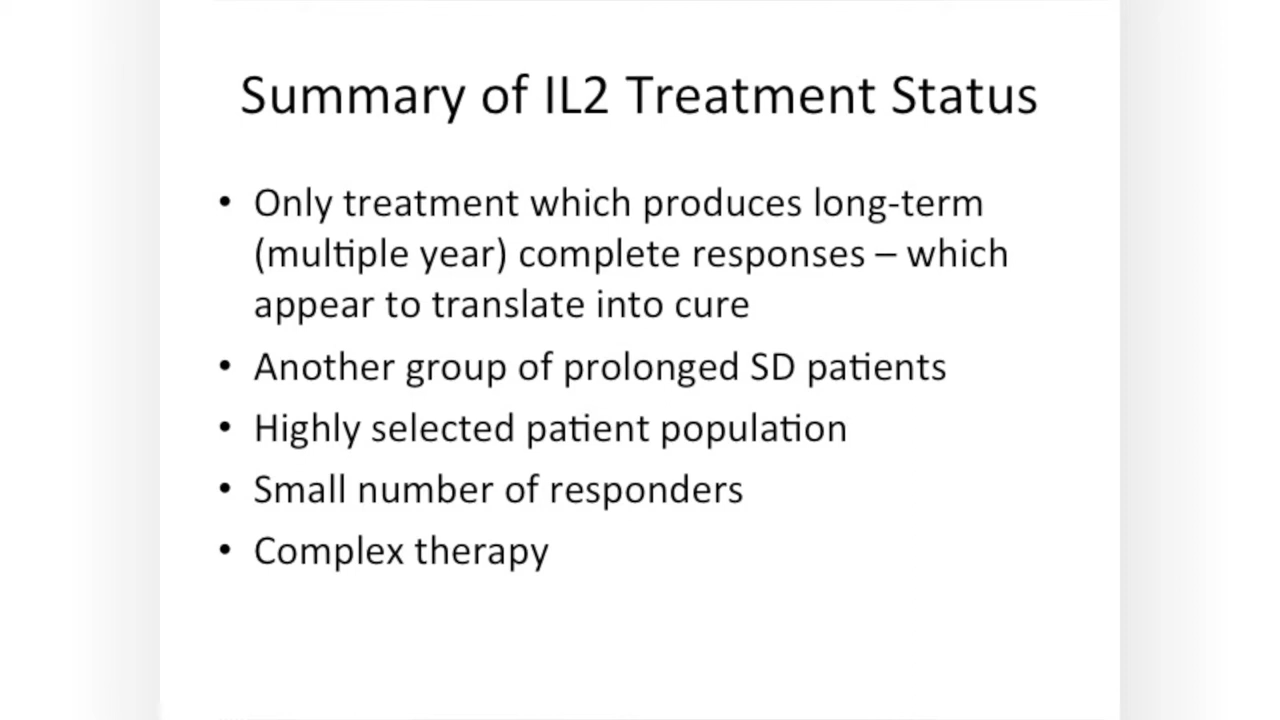 Summary of IL2 Treatment Status
• Only treatment which produces long-term
(multiple year) complete responses – which
appear to translate into cure
• Another group of prolonged SD patients
• Highly selected patient population
• Small number of responders
• Complex therapy